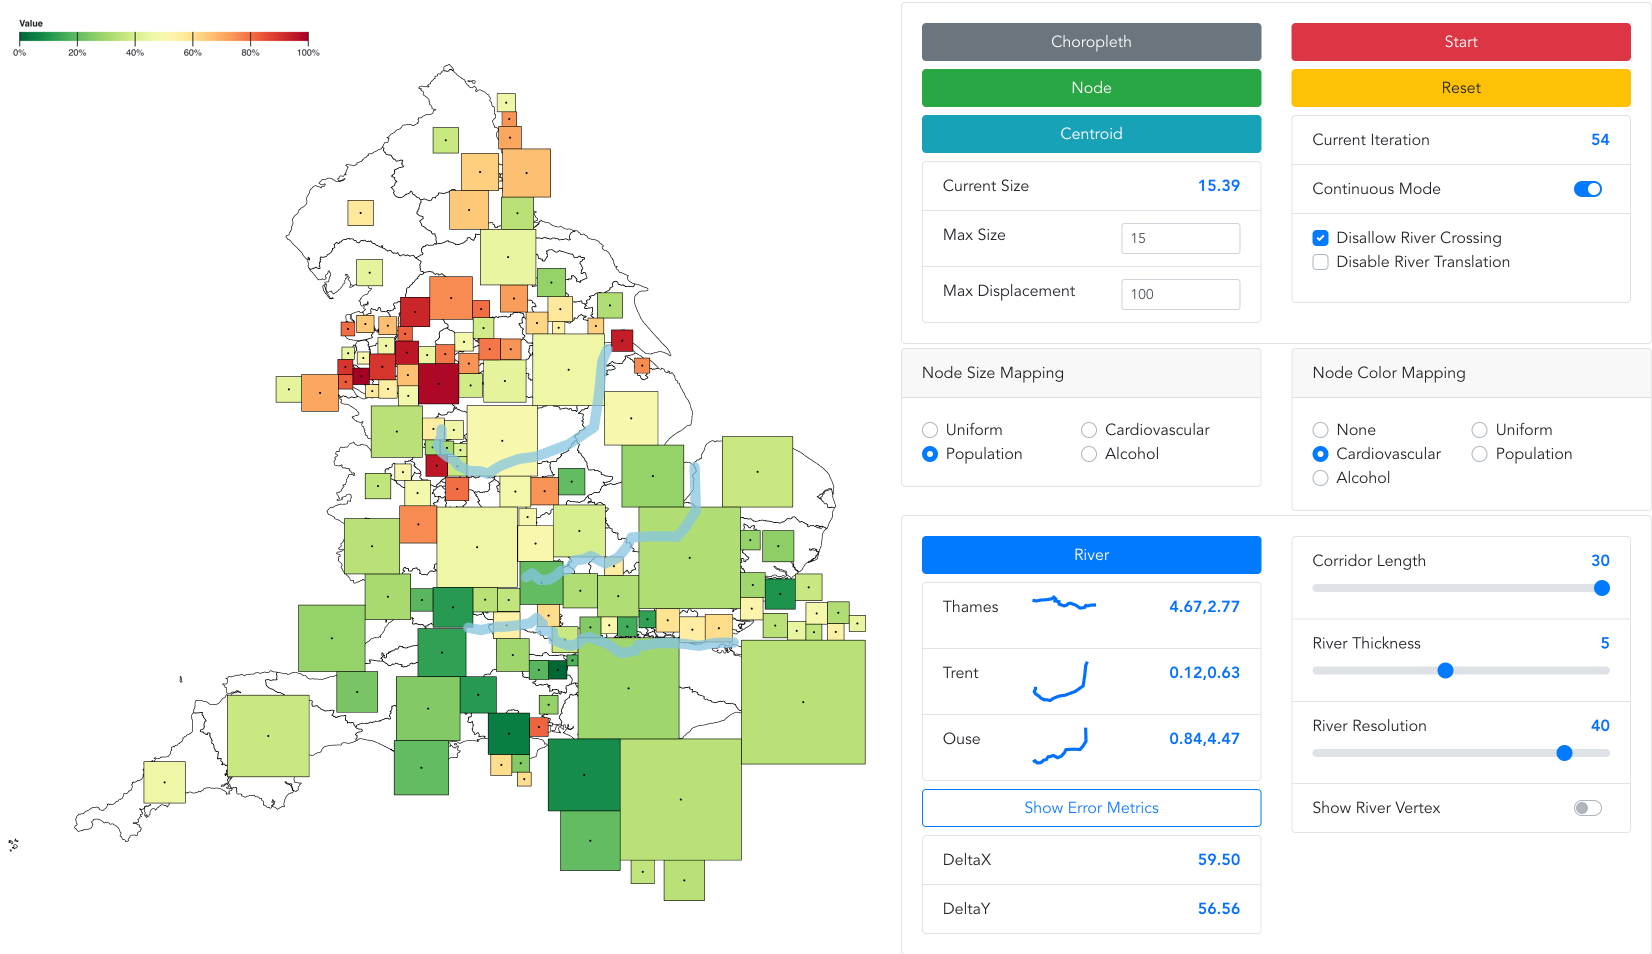 Value
0% 20% 40% 60% 80% 100%
Choropleth
Node
Centroid
Current Size 15.39
Max Size 15
Max Displacement 100
Start
Reset
Current Iteration 54
Continuous Mode
Disallow River Crossing
Disable River Translation
Node Size Mapping
Uniform Cardiovascular
Population Alcohol
Node Color Mapping
None Uniform
Cardiovascular Population
Alcohol
River
Thames 4.67,2.77
Trent 0.12,0.63
Ouse 0.84,4.47
Show Error Metrics
DeltaX 59.50
DeltaY 56.56
Corridor Length 30
River Thickness 5
River Resolution 40
Show River Vertex